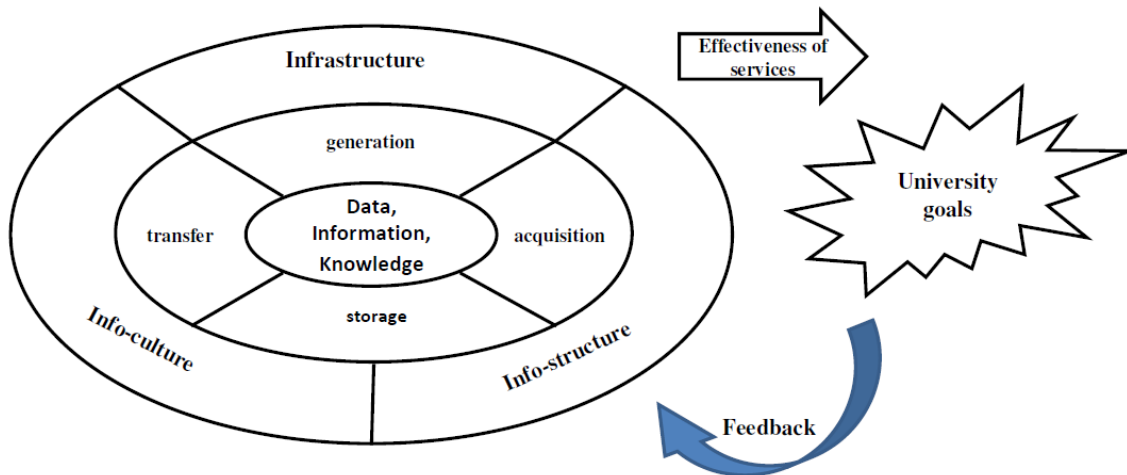 Infrastructure
generation
Data,
Information,
Knowledge
transfer
acquisition
storage
Info-culture
Info-structure
Effectiveness of
services
University
goals
Feedback